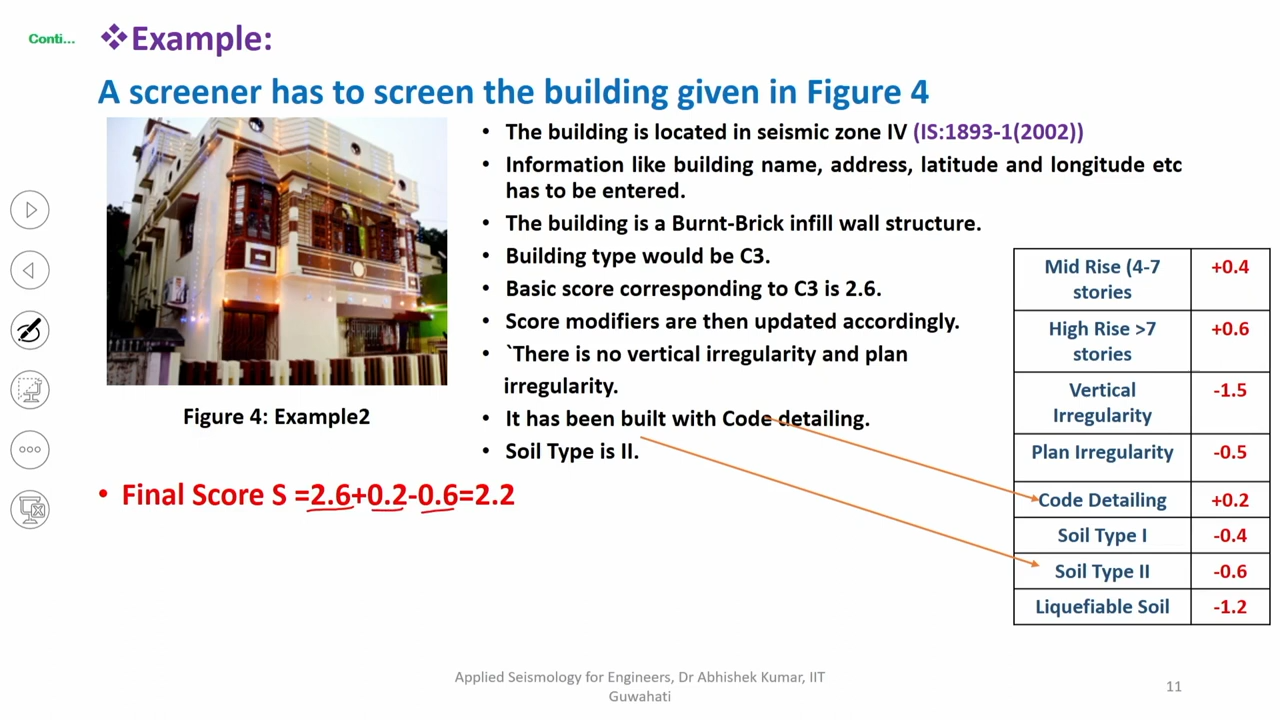 Conti...
❖Example:
A screener has to screen the building given in Figure 4
• The building is located in seismic zone IV (IS:1893-1(2002))
• Information like building name, address, latitude and longitude etc
has to be entered.
• The building is a Burnt-Brick infill wall structure.
• Building type would be C3.
• Basic score corresponding to C3 is 2.6.
• Score modifiers are then updated accordingly.
• `There is no vertical irregularity and plan
irregularity.
• It has been built with Code detailing.
• Soil Type is II.
Figure 4: Example2
• Final Score S =2.6+0.2-0.6=2.2
Mid Rise (4-7 +0.4
stories
High Rise >7 +0.6
stories
Vertical -1.5
Irregularity
Plan Irregularity -0.5
Code Detailing +0.2
Soil Type I -0.4
Soil Type II -0.6
Liquefiable Soil -1.2
Applied Seismology for Engineers, Dr Abhishek Kumar, IIT
Guwahati
11